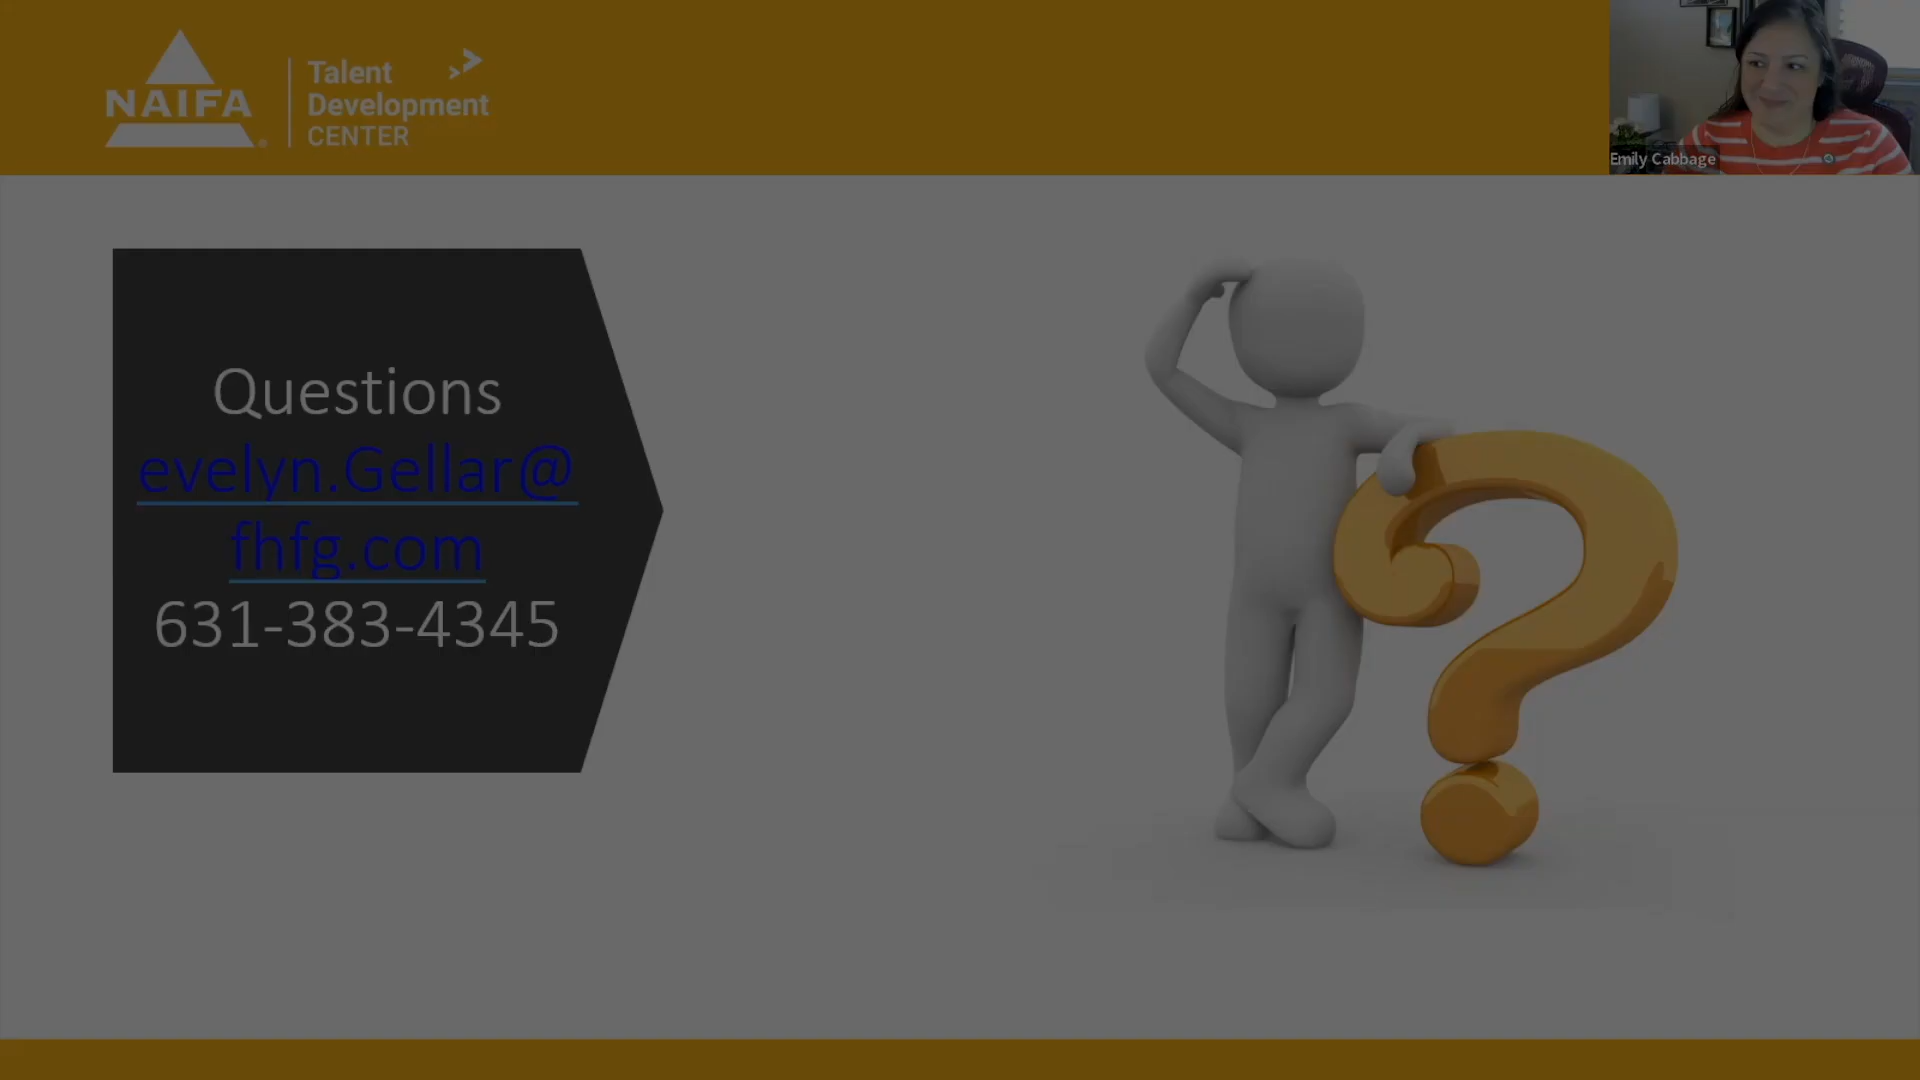 NAIFA
Talent
Development
CENTER
Emily Cabbage
Questions
evelyn.Gellar@
fhfg.com
631-383-4345